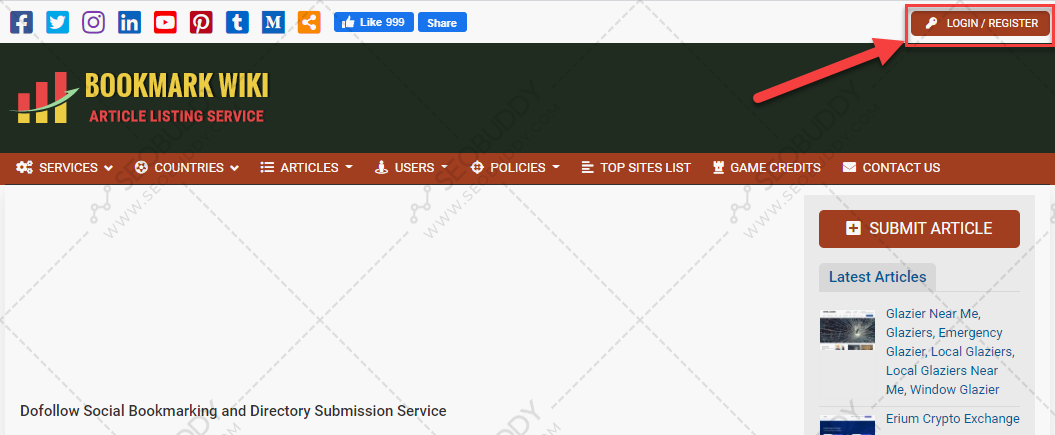 Like 999
Share
LOGIN / REGISTER
BOOKMARK WIKI
ARTICLE LISTING SERVICE
SERVICES
COUNTRIES
ARTICLES
USERS
POLICIES
TOP SITES LIST
GAME CREDITS
CONTACT US
SUBMIT ARTICLE
Latest Articles
Glazier Near Me,
Glaziers, Emergency
Glazier, Local Glaziers,
Local Glaziers Near
Me, Window Glazier
Erium Crypto Exchange
Dofollow Social Bookmarking and Directory Submission Service
SEOBUDDY